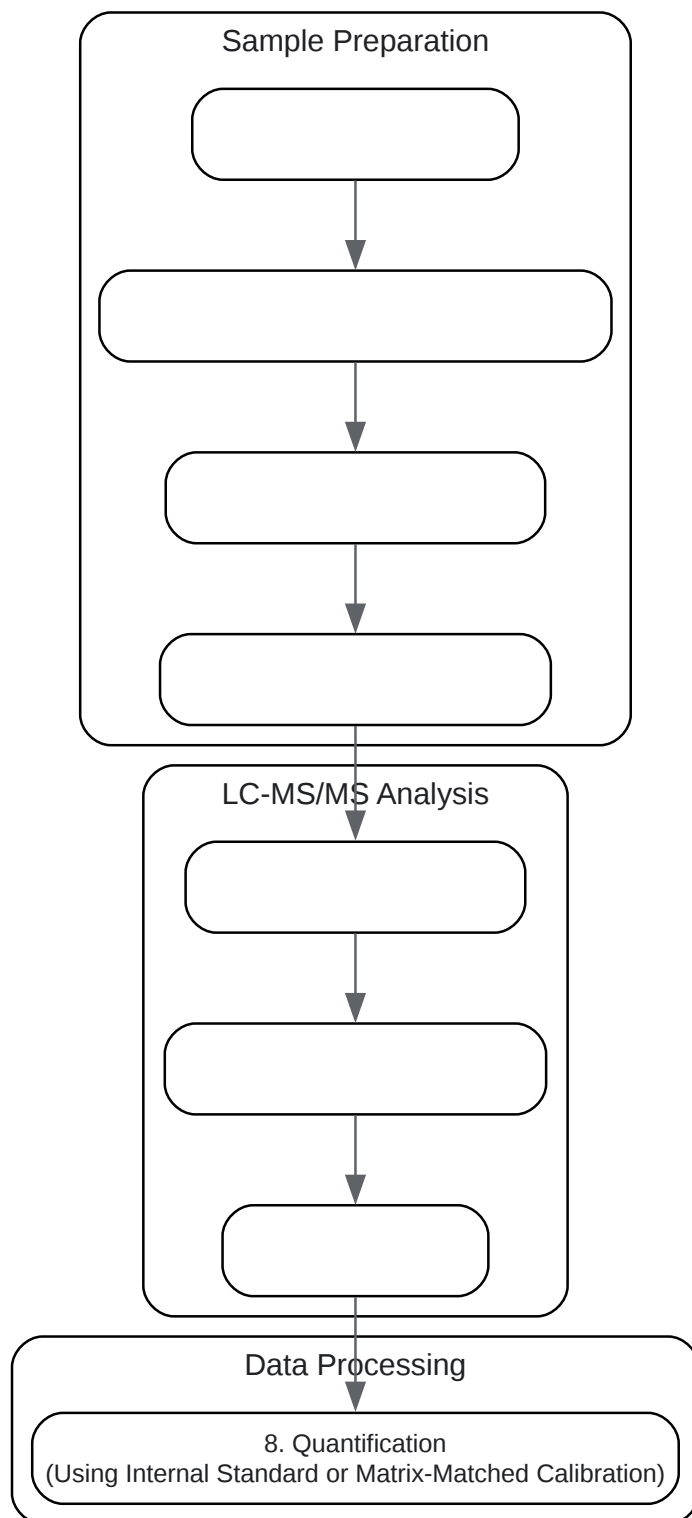 Sample Preparation
LC-MS/MS Analysis
Data Processing
8. Quantification
(Using Internal Standard or Matrix-Matched Calibration)